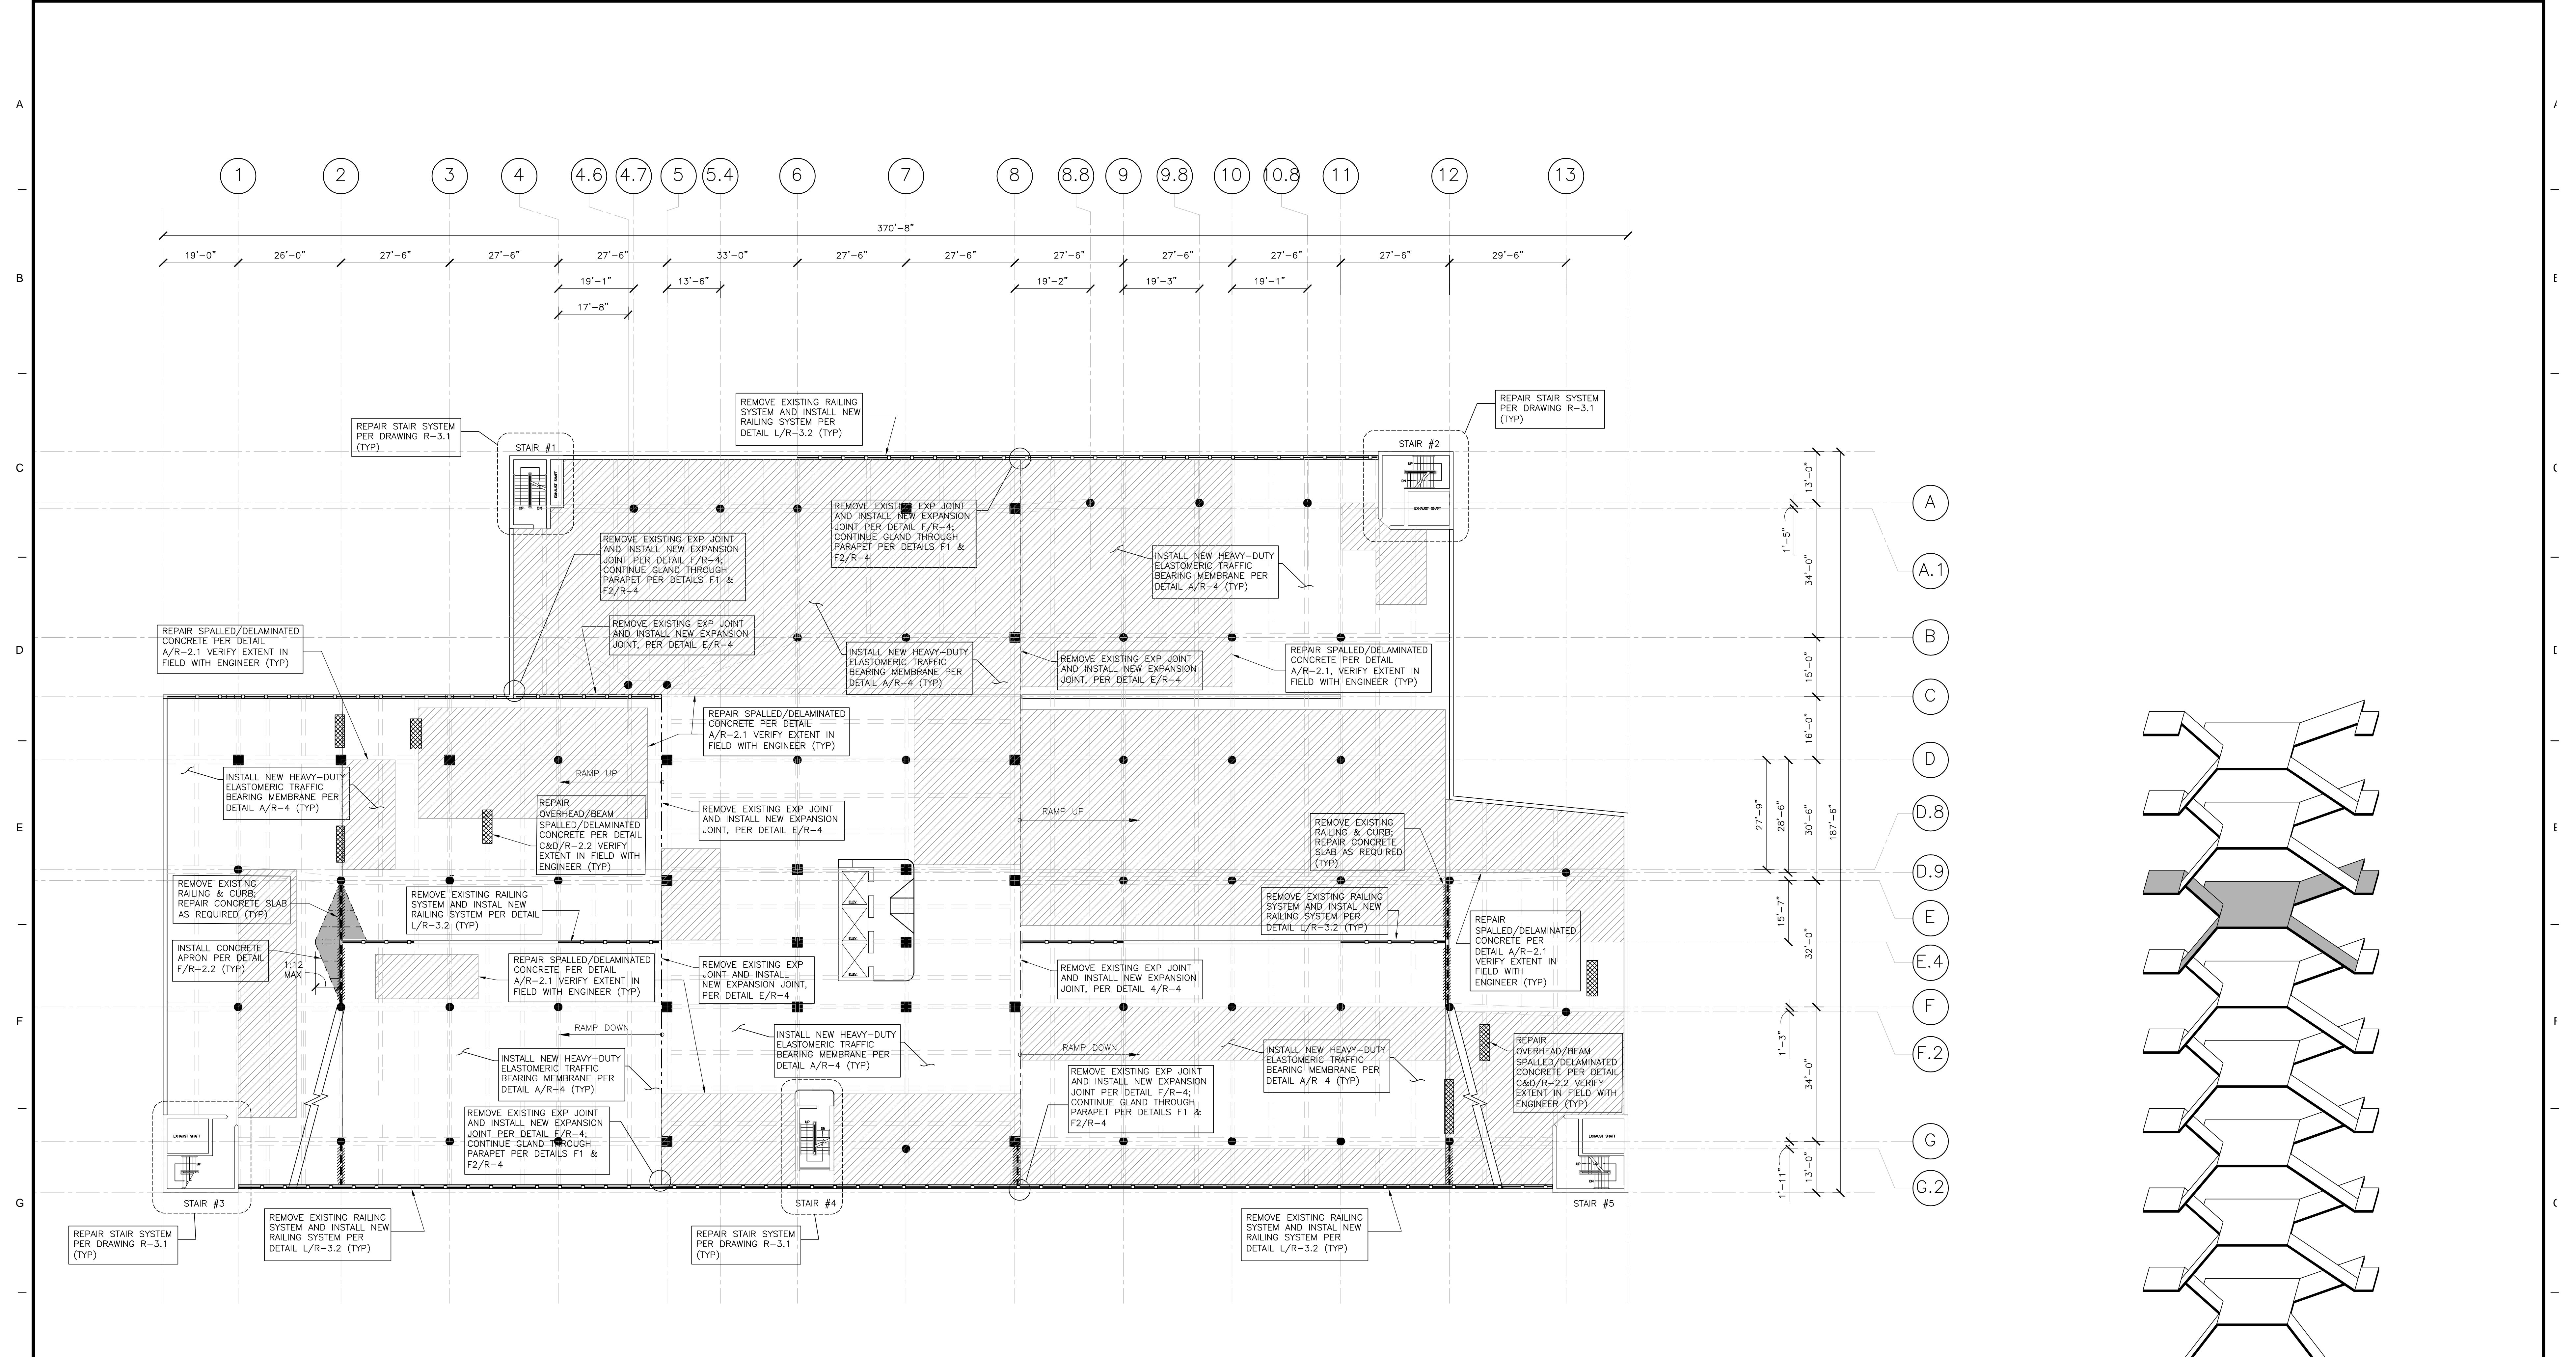 1 2 3 4 4.6 4.7 5 5.4 6 7 8 8.8 9 9.8 10 10.8 11 12 13
370'-8"
19'-0" 26'-0" 27'-6" 27'-6" 27'-6" 33'-0" 27'-6" 27'-6" 27'-6" 27'-6" 27'-6" 27'-6" 29'-6"
19'-1" 13'-6" 19'-2" 19'-3" 19'-1"
17'-8"
A
B
C
D
E
F
G
A
A.1
B
C
D
D.8
D.9
E
E.4
F
F.2
G
G.2
13'-0"
1'-5"
34'-0"
15'-0"
16'-0"
27'-9"
28'-6"
30'-6"
187'-6"
15'-7"
32'-0"
1'-3"
34'-0"
1'-11"
13'-0"
REPAIR STAIR SYSTEM
PER DRAWING R-3.1
(TYP)
STAIR #1
EXHAUST SHAFT
UP DN
REMOVE EXISTING RAILING
SYSTEM AND INSTALL NEW
RAILING SYSTEM PER
DETAIL L/R-3.2 (TYP)
STAIR #2
UP
DN
EXHAUST SHAFT
REPAIR STAIR SYSTEM
PER DRAWING R-3.1
(TYP)
REMOVE EXISTING EXP JOINT
AND INSTALL NEW EXPANSION
JOINT PER DETAIL F/R-4;
CONTINUE GLAND THROUGH
PARAPET PER DETAILS F1 &
F2/R-4
REMOVE EXISTING EXP JOINT
AND INSTALL NEW EXPANSION
JOINT PER DETAIL F/R-4;
CONTINUE GLAND THROUGH
PARAPET PER DETAILS F1 &
F2/R-4
INSTALL NEW HEAVY-DUTY
ELASTOMERIC TRAFFIC
BEARING MEMBRANE PER
DETAIL A/R-4 (TYP)
REPAIR SPALLED/DELAMINATED
CONCRETE PER DETAIL
A/R-2.1 VERIFY EXTENT IN
FIELD WITH ENGINEER (TYP)
REMOVE EXISTING EXP JOINT
AND INSTALL NEW EXPANSION
JOINT, PER DETAIL E/R-4
INSTALL NEW HEAVY-DUTY
ELASTOMERIC TRAFFIC
BEARING MEMBRANE PER
DETAIL A/R-4 (TYP)
REMOVE EXISTING EXP JOINT
AND INSTALL NEW EXPANSION
JOINT, PER DETAIL E/R-4
REPAIR SPALLED/DELAMINATED
CONCRETE PER DETAIL
A/R-2.1, VERIFY EXTENT IN
FIELD WITH ENGINEER (TYP)
REPAIR SPALLED/DELAMINATED
CONCRETE PER DETAIL
A/R-2.1 VERIFY EXTENT IN
FIELD WITH ENGINEER (TYP)
INSTALL NEW HEAVY-DUTY
ELASTOMERIC TRAFFIC
BEARING MEMBRANE PER
DETAIL A/R-4 (TYP)
RAMP UP
REPAIR
OVERHEAD/BEAM
SPALLED/DELAMINATED
CONCRETE PER DETAIL
C&D/R-2.2 VERIFY
EXTENT IN FIELD WITH
ENGINEER (TYP)
REMOVE EXISTING EXP JOINT
AND INSTALL NEW EXPANSION
JOINT, PER DETAIL E/R-4
RAMP UP
REMOVE EXISTING
RAILING & CURB;
REPAIR CONCRETE
SLAB AS REQUIRED
(TYP)
REMOVE EXISTING
RAILING & CURB;
REPAIR CONCRETE SLAB
AS REQUIRED (TYP)
REMOVE EXISTING RAILING
SYSTEM AND INSTAL NEW
RAILING SYSTEM PER DETAIL
L/R-3.2 (TYP)
ELEV.
ELEV.
ELEV.
ELEV.
REMOVE EXISTING RAILING
SYSTEM AND INSTAL NEW
RAILING SYSTEM PER
DETAIL L/R-3.2 (TYP)
REPAIR
SPALLED/DELAMINATED
CONCRETE PER
DETAIL A/R-2.1
VERIFY EXTENT IN
FIELD WITH
ENGINEER (TYP)
INSTALL CONCRETE
APRON PER DETAIL
F/R-2.2 (TYP)
1:12
MAX
REPAIR SPALLED/DELAMINATED
CONCRETE PER DETAIL
A/R-2.1 VERIFY EXTENT IN
FIELD WITH ENGINEER (TYP)
REMOVE EXISTING EXP
JOINT AND INSTALL
NEW EXPANSION JOINT,
PER DETAIL E/R-4
REMOVE EXISTING EXP JOINT
AND INSTALL NEW EXPANSION
JOINT, PER DETAIL 4/R-4
RAMP DOWN
INSTALL NEW HEAVY-DUTY
ELASTOMERIC TRAFFIC
BEARING MEMBRANE PER
DETAIL A/R-4 (TYP)
INSTALL NEW HEAVY-DUTY
ELASTOMERIC TRAFFIC
BEARING MEMBRANE PER
DETAIL A/R-4 (TYP)
RAMP DOWN
INSTALL NEW HEAVY-DUTY
ELASTOMERIC TRAFFIC
BEARING MEMBRANE PER
DETAIL A/R-4 (TYP)
REPAIR
OVERHEAD/BEAM
SPALLED/DELAMINATED
CONCRETE PER DETAIL
C&D/R-2.2 VERIFY
EXTENT IN FIELD WITH
ENGINEER (TYP)
REMOVE EXISTING EXP JOINT
AND INSTALL NEW EXPANSION
JOINT PER DETAIL F/R-4;
CONTINUE GLAND THROUGH
PARAPET PER DETAILS F1 &
F2/R-4
REMOVE EXISTING EXP JOINT
AND INSTALL NEW EXPANSION
JOINT PER DETAIL F/R-4;
CONTINUE GLAND THROUGH
PARAPET PER DETAILS F1 &
F2/R-4
EXHAUST SHAFT
UP
STAIR #3
UP
DN
STAIR #4
EXHAUST SHAFT
UP
DN
STAIR #5
REPAIR STAIR SYSTEM
PER DRAWING R-3.1
(TYP)
REMOVE EXISTING RAILING
SYSTEM AND INSTALL NEW
RAILING SYSTEM PER
DETAIL L/R-3.2 (TYP)
REPAIR STAIR SYSTEM
PER DRAWING R-3.1
(TYP)
REMOVE EXISTING RAILING
SYSTEM AND INSTAL NEW
RAILING SYSTEM PER
DETAIL L/R-3.2 (TYP)